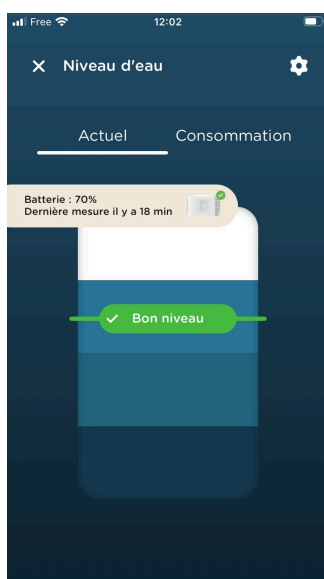 Free
12:02
Niveau d'eau
Actuel
Consommation
Batterie : 70%
Dernière mesure il y a 18 min
Bon niveau